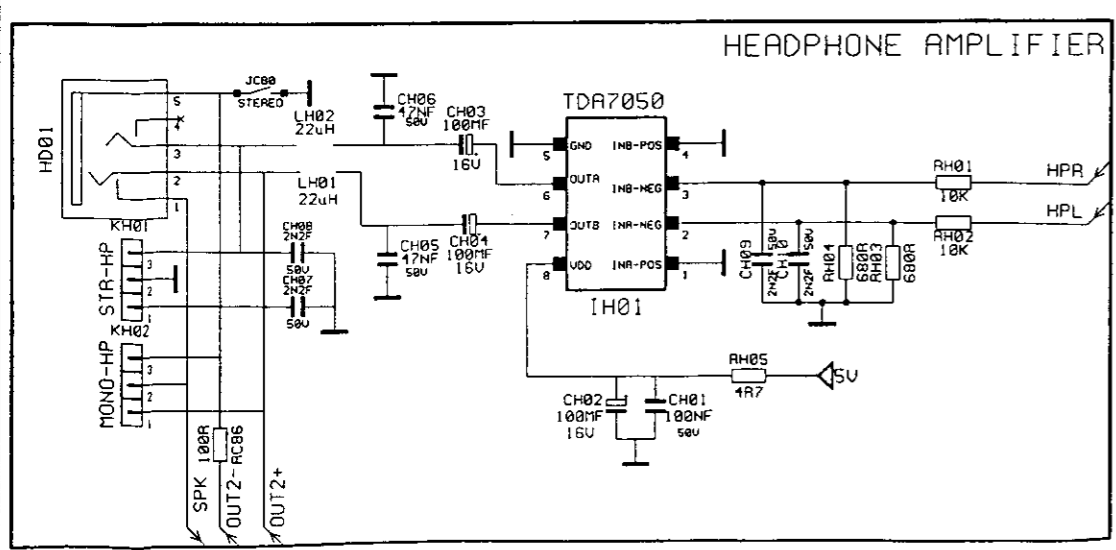 HEADPHONE AMPLIFIER
HD01
5
4
3
2
1
JC80
STEREO
LH02
22uH
LH01
22uH
CH06
47NF
50V
CH03
100MF
16V
CH05
47NF
50V
CH04
100MF
16V
TDA7050
GND
OUTA
OUTB
VDD
INB-POS
INB-NEG
INA-NEG
INA-POS
5
6
7
8
4
3
2
1
IH01
RH01
10K
HPR
HPL
RH02
10K
CH09
2N2F
50V
CH10
2N2F
50V
RH04
680R
RH03
680R
KH01
STR-HP
3
2
1
CH08
2N2F
50V
CH07
2N2F
50V
KH02
MONO-HP
3
2
1
RH05
4R7
5V
CH02
100MF
16V
CH01
100NF
50V
100R
RC86
SPK
OUT2-
OUT2+